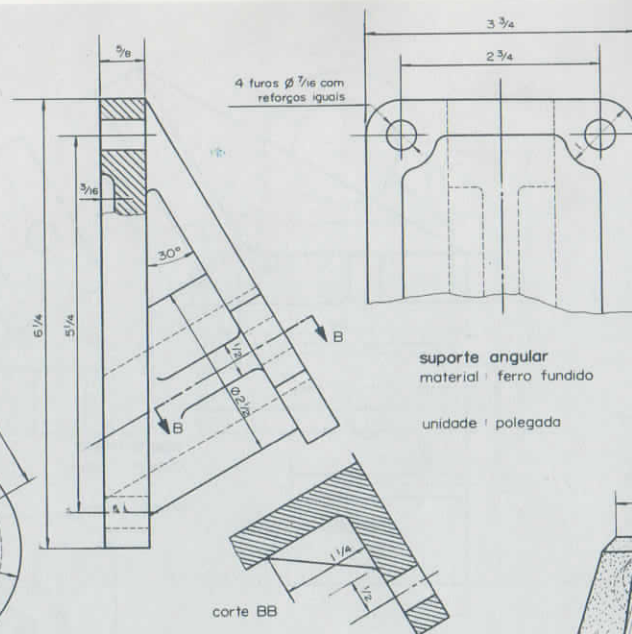 5/8
3 3/4
2 3/4
4 furos Ø 7/16 com
reforços iguais
1
3/16
30°
6 1/4
5 1/4
B
1/2
Ø 2 1/2
B
suporte angular
material : ferro fundido
unidade : polegada
1 1/4
1/2
corte BB